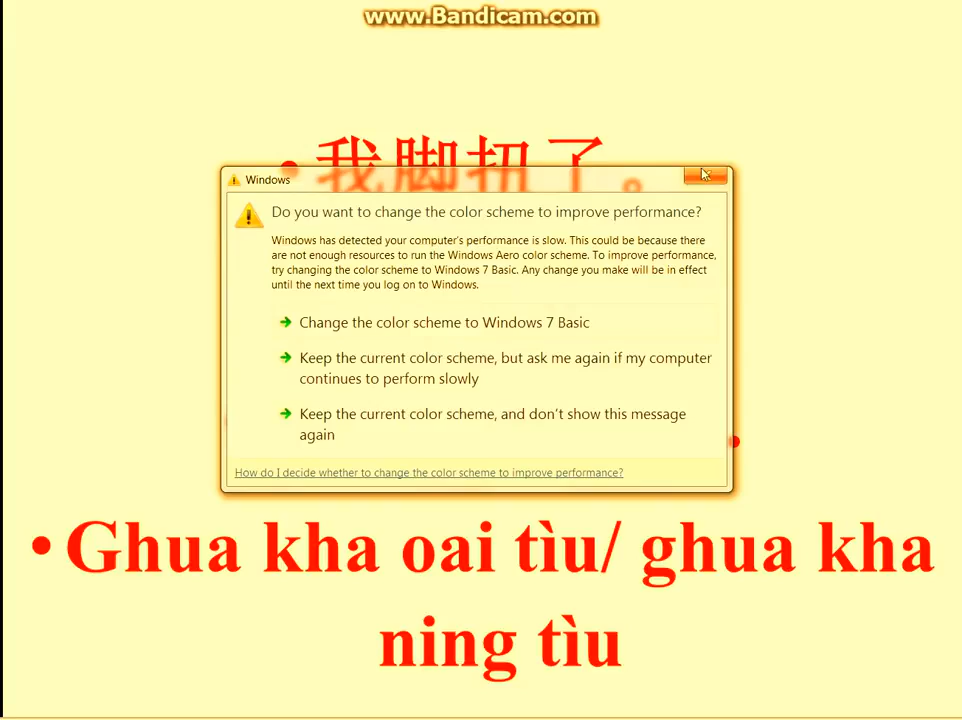 www.Bandicam.com
• 我脚扭了。
Windows
Do you want to change the color scheme to improve performance?
Windows has detected your computer's performance is slow. This could be because there
are not enough resources to run the Windows Aero color scheme. To improve performance,
try changing the color scheme to Windows 7 Basic. Any change you make will be in effect
until the next time you log on to Windows.
Change the color scheme to Windows 7 Basic
Keep the current color scheme, but ask me again if my computer
continues to perform slowly
Keep the current color scheme, and don't show this message
again
How do I decide whether to change the color scheme to improve performance?
• Ghua kha oai tìu/ ghua kha
ning tìu